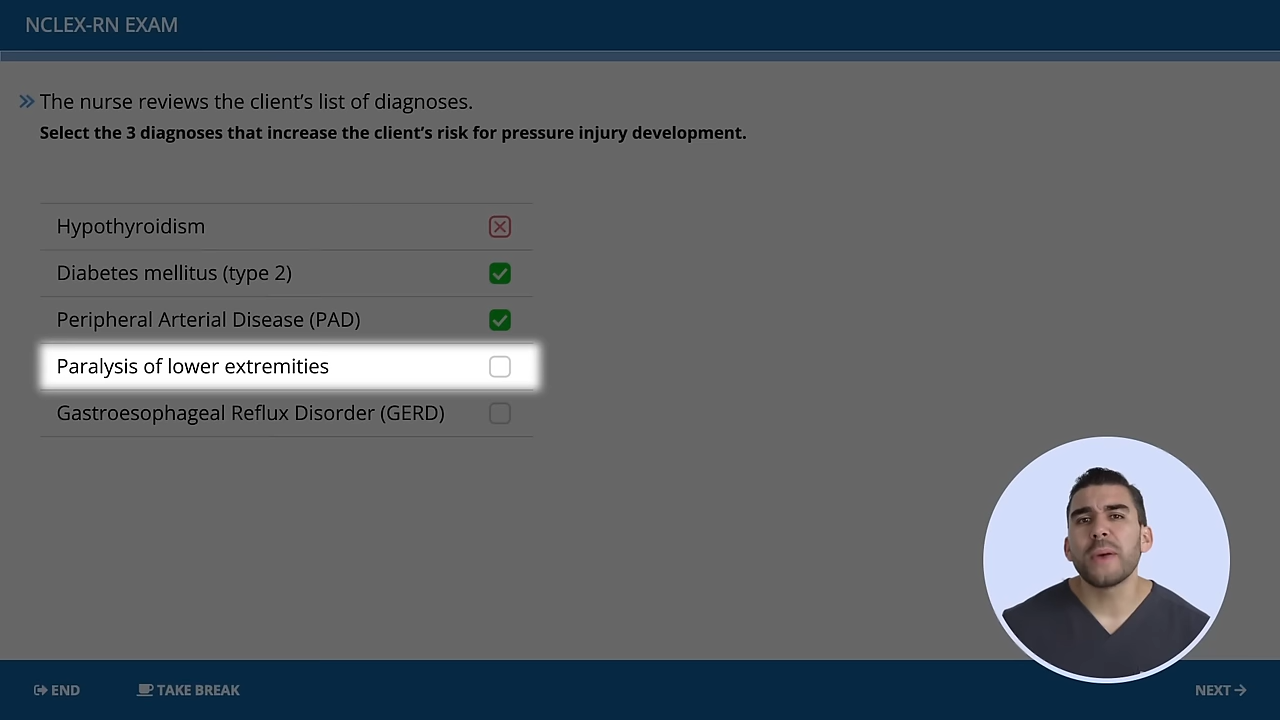 NCLEX-RN EXAM
The nurse reviews the client’s list of diagnoses.
Select the 3 diagnoses that increase the client’s risk for pressure injury development.
Hypothyroidism
Diabetes mellitus (type 2)
Peripheral Arterial Disease (PAD)
Paralysis of lower extremities
Gastroesophageal Reflux Disorder (GERD)
END
TAKE BREAK
NEXT